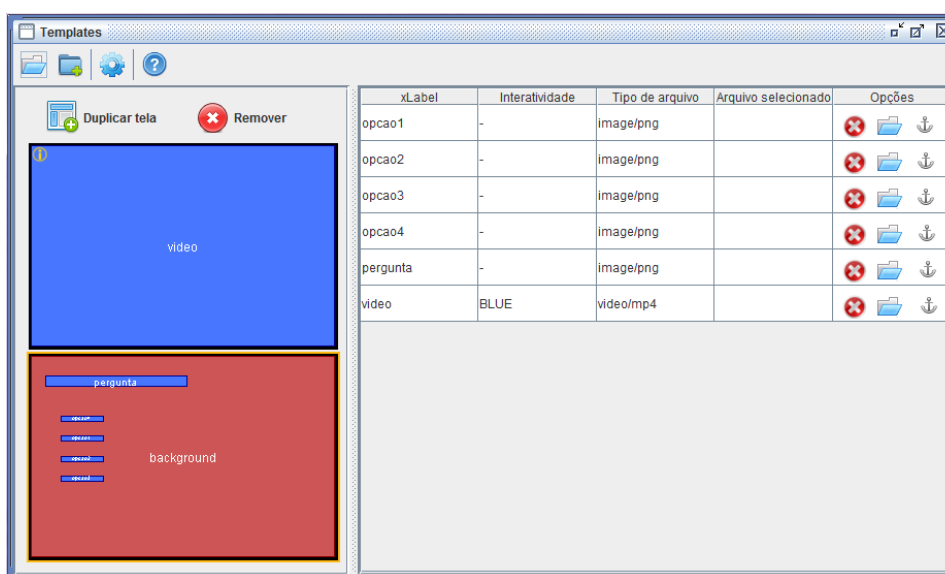 Templates
Duplicar tela Remover
video
pergunta
background
xLabel Interatividade Tipo de arquivo Arquivo selecionado Opções
opcao1 - image/png
opcao2 - image/png
opcao3 - image/png
opcao4 - image/png
pergunta - image/png
video BLUE video/mp4